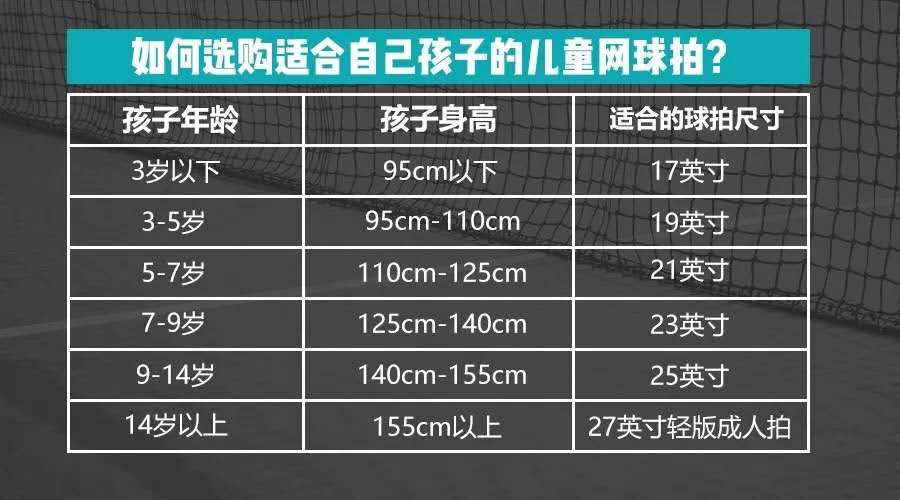 如何选购适合自己孩子的儿童网球拍？
孩子年龄 孩子身高 适合的球拍尺寸
3岁以下 95cm以下 17英寸
3-5岁 95cm-110cm 19英寸
5-7岁 110cm-125cm 21英寸
7-9岁 125cm-140cm 23英寸
9-14岁 140cm-155cm 25英寸
14岁以上 155cm以上 27英寸轻版成人拍